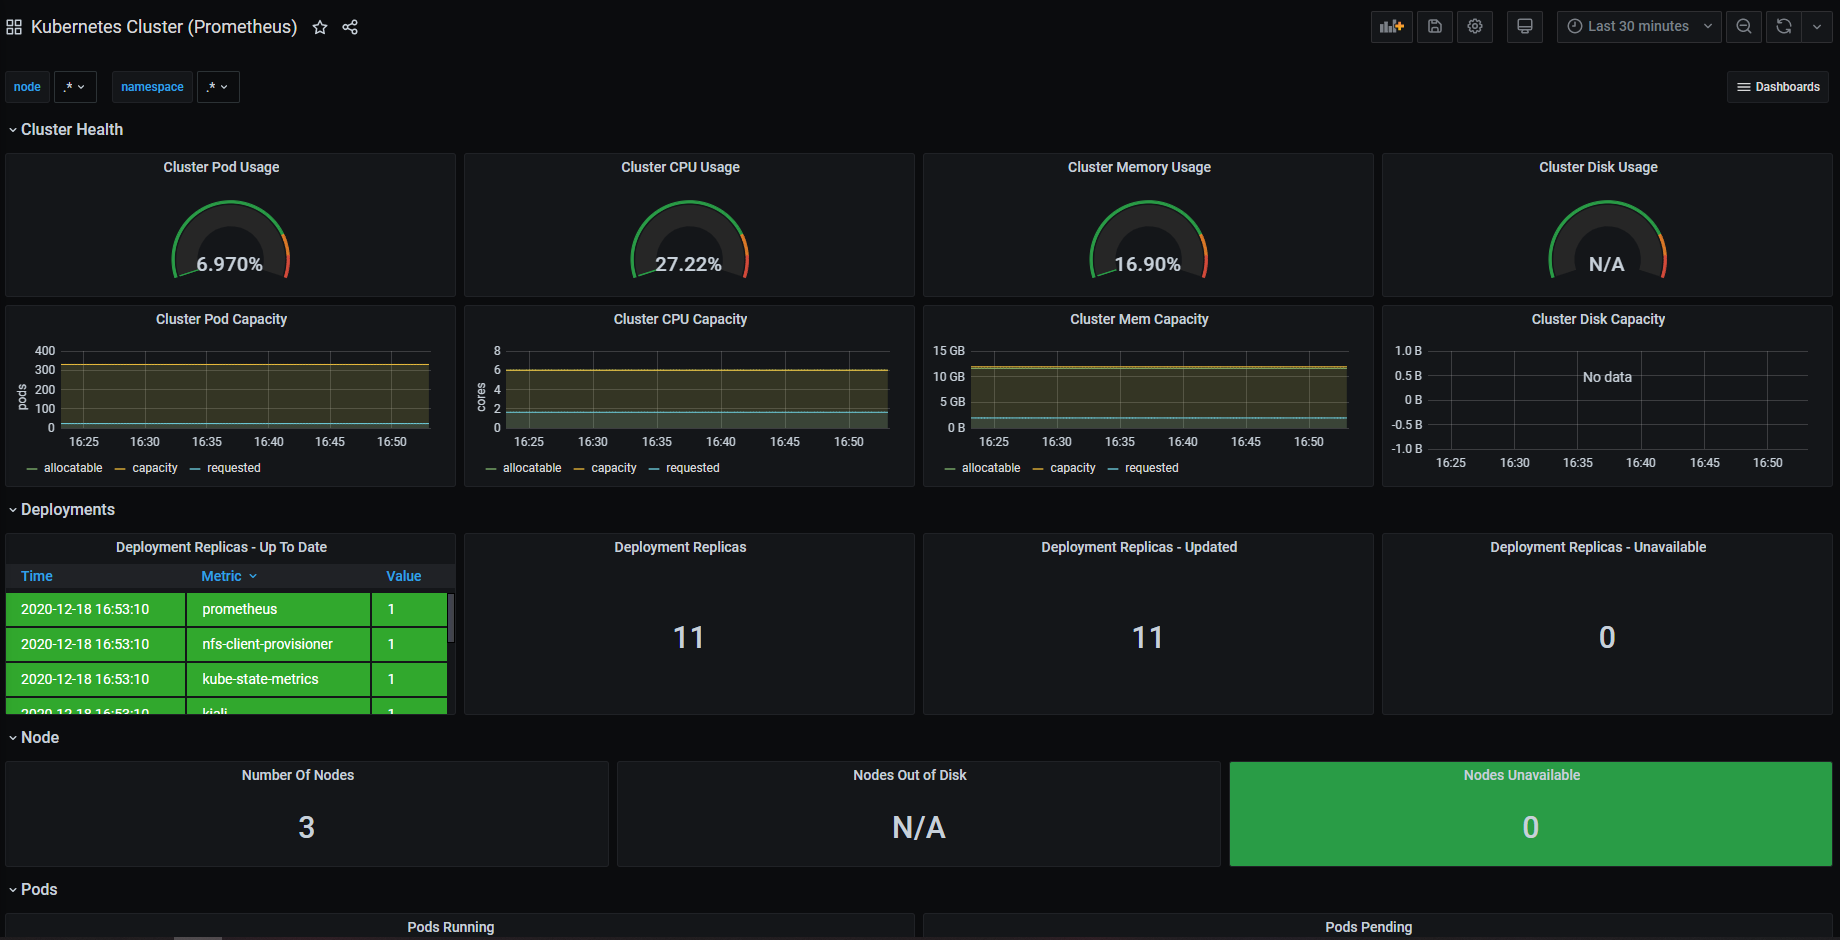 Kubernetes Cluster (Prometheus)
Last 30 minutes
node .* namespace .* Dashboards
Cluster Health
Cluster Pod Usage
6.970%
Cluster CPU Usage
27.22%
Cluster Memory Usage
16.90%
Cluster Disk Usage
N/A
Cluster Pod Capacity
pods
400
300
200
100
0
16:25 16:30 16:35 16:40 16:45 16:50
allocatable capacity requested
Cluster CPU Capacity
cores
8
6
4
2
0
16:25 16:30 16:35 16:40 16:45 16:50
allocatable capacity requested
Cluster Mem Capacity
15 GB
10 GB
5 GB
0 B
16:25 16:30 16:35 16:40 16:45 16:50
allocatable capacity requested
Cluster Disk Capacity
1.0 B
0.5 B
0 B
-0.5 B
-1.0 B
No data
16:25 16:30 16:35 16:40 16:45 16:50
Deployments
Deployment Replicas - Up To Date
Time Metric Value
2020-12-18 16:53:10 prometheus 1
2020-12-18 16:53:10 nfs-client-provisioner 1
2020-12-18 16:53:10 kube-state-metrics 1
2020-12-18 16:53:10 kiali 1
Deployment Replicas
11
Deployment Replicas - Updated
11
Deployment Replicas - Unavailable
0
Node
Number Of Nodes
3
Nodes Out of Disk
N/A
Nodes Unavailable
0
Pods
Pods Running
Pods Pending